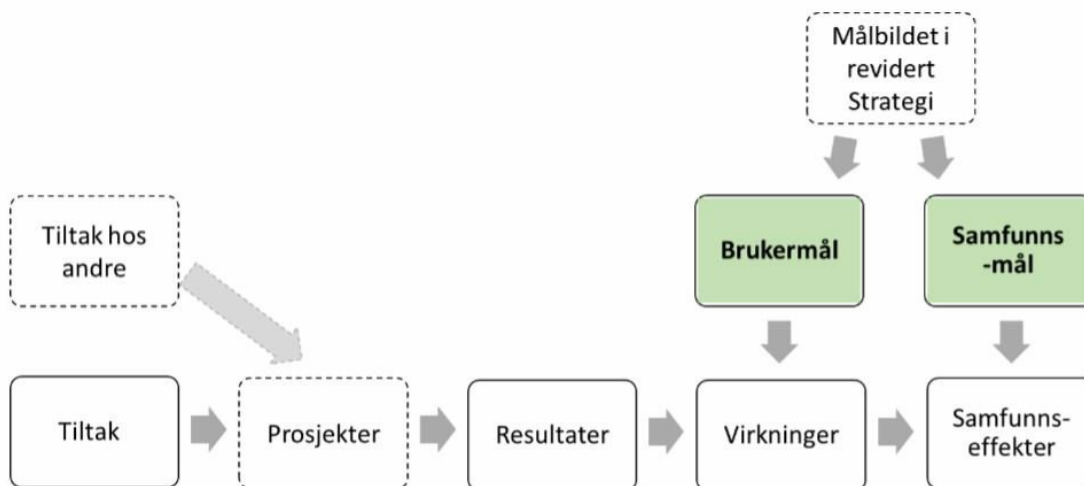 Målbildet i
revidert
Strategi
Tiltak hos
andre
Brukermål
Samfunns
-mål
Tiltak
Prosjekter
Resultater
Virkninger
Samfunns-
effekter